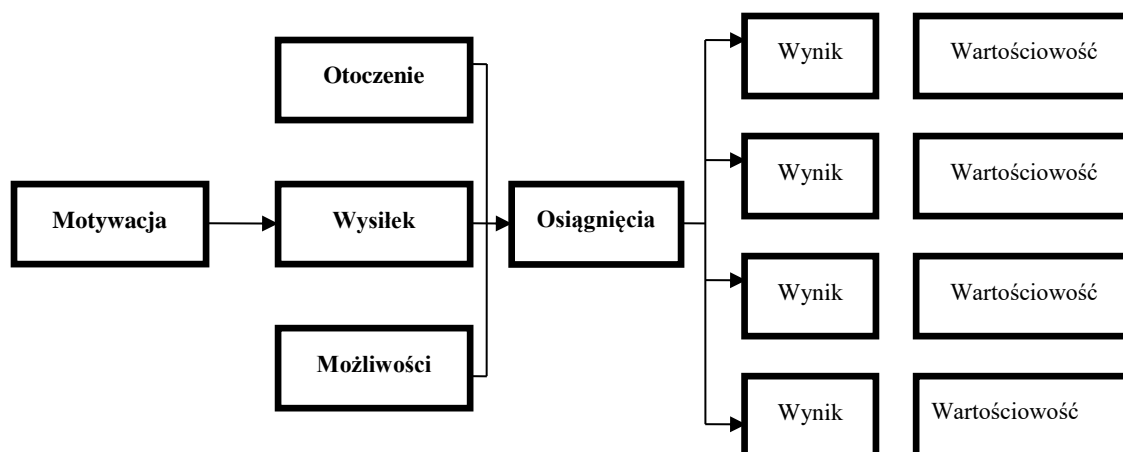 Wynik Wartościowość
Otoczenie
Wynik Wartościowość
Motywacja Wysiłek Osiągnięcia
Wynik Wartościowość
Możliwości
Wynik Wartościowość